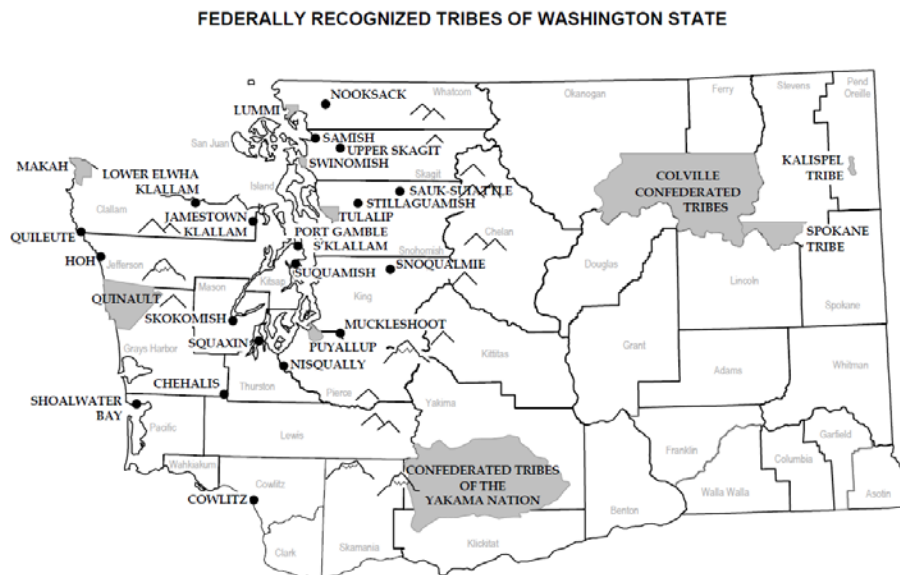 FEDERALLY RECOGNIZED TRIBES OF WASHINGTON STATE
NOOKSACK
Whatcom
Okanogan
Ferry
Stevens
Pend
Oreille
LUMMI
San Juan
SAMISH
UPPER SKAGIT
SWINOMISH
Skagit
MAKAH
LOWER ELWHA
KLALLAM
Island
SAUK-SUIATTLE
STILLAGUAMISH
COLVILLE
CONFEDERATED
TRIBES
KALISPEL
TRIBE
Clallam
JAMESTOWN
KLALLAM
TULALIP
PORT GAMBLE
S'KLALLAM
Snohomish
Chelan
SPOKANE
TRIBE
QUILEUTE
HOH
Jefferson
SUQUAMISH
SNOQUALMIE
Douglas
Lincoln
Mason
Kitsap
King
QUINAULT
SKOKOMISH
Spokane
MUCKLESHOOT
SQUAXIN
PUYALLUP
Grays Harbor
NISQUALLY
Kittitas
Grant
Adams
Whitman
CHEHALIS
Thurston
Pierce
Yakima
SHOALWATER
BAY
Pacific
Lewis
Franklin
Columbia
Garfield
Wahkiakum
CONFEDERATED TRIBES
OF THE
YAKAMA NATION
Cowlitz
COWLITZ
Walla Walla
Asotin
Benton
Skamania
Klickitat
Clark